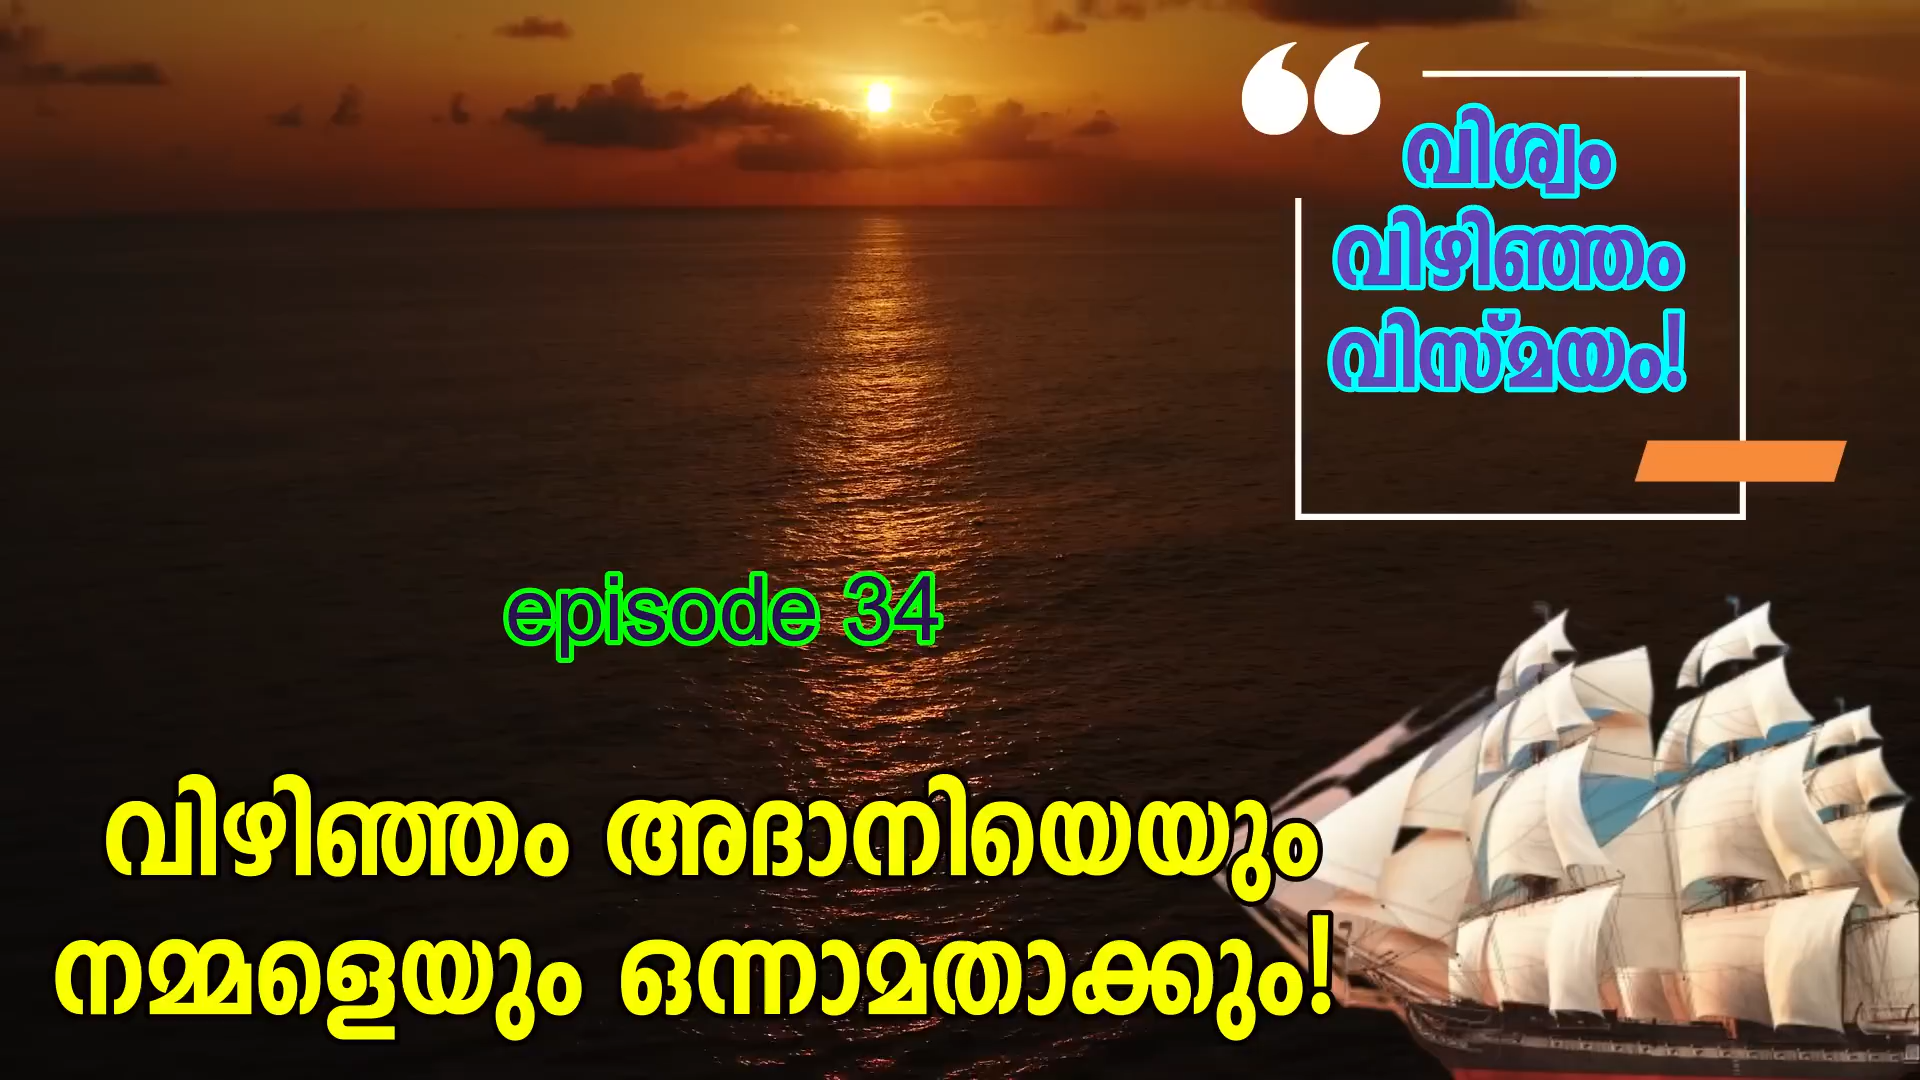 വിശ്വം
വിഴിഞ്ഞം
വിസ്മയം!
episode 34
വിഴിഞ്ഞം അദാനിയെയും
നമ്മളെയും ഒന്നാമതാക്കും!